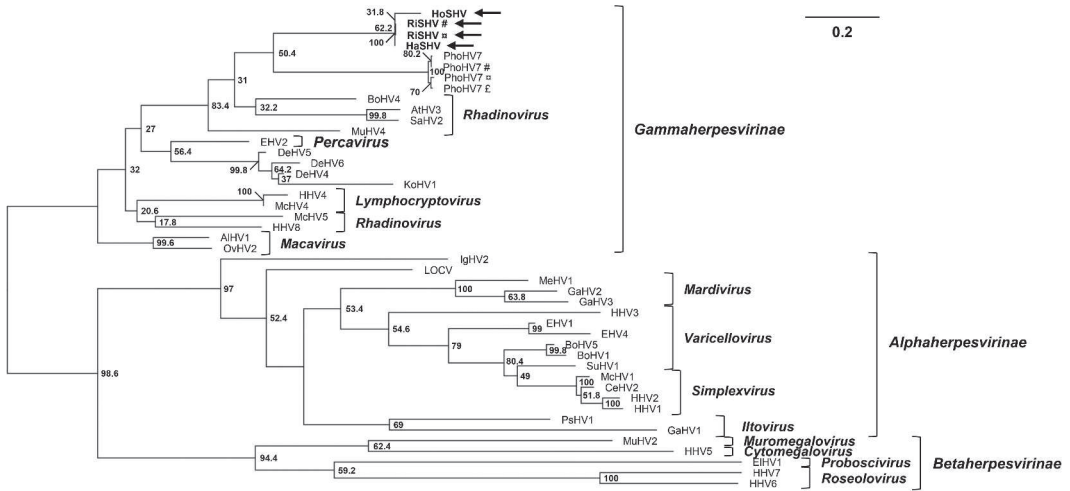 31.8
HoSHV
RiSHV #
62.2
RiSHV ¤
100
HaSHV
0.2
50.4
80.2
PhoHV7
100
PhoHV7 #
PhoHV7 ¤
70
PhoHV7 £
31
83.4
32.2
BoHV4
99.8
AtHV3
SaHV2
Rhadinovirus
MuHV4
Gammaherpesvirinae
27
56.4
EHV2
Percavirus
DeHV5
99.8
DeHV6
64.2
DeHV4
37
KoHV1
32
100
HHV4
McHV4
Lymphocryptovirus
20.6
McHV5
17.8
HHV8
Rhadinovirus
AlHV1
99.6
OvHV2
Macavirus
IgHV2
97
LOCV
52.4
MeHV1
100
GaHV2
63.8
GaHV3
Mardivirus
53.4
HHV3
54.6
EHV1
99
EHV4
Varicellovirus
79
BoHV5
99.8
BoHV1
80.4
SuHV1
49
McHV1
100
CeHV2
51.8
HHV2
100
HHV1
Simplexvirus
Alphaherpesvirinae
98.6
PsHV1
69
GaHV1
Iltovirus
MuHV2
Muromegalovirus
62.4
HHV5
Cytomegalovirus
94.4
ElHV1
Proboscivirus
59.2
HHV7
100
HHV6
Roseolovirus
Betaherpesvirinae